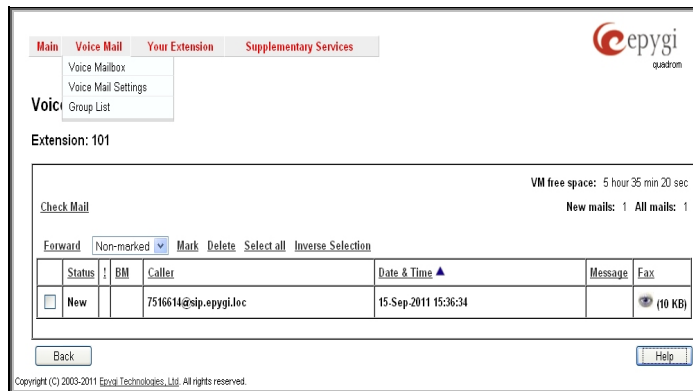 Main Voice Mail Your Extension Supplementary Services
epygi
quadrom
Voice Mailbox
Voice Mail Settings
Voic Group List
Extension: 101
VM free space: 5 hour 35 min 20 sec
Check Mail New mails: 1 All mails: 1
Forward Non-marked Mark Delete Select all Inverse Selection
Status ! BM Caller Date & Time Message Fax
New 7516614@sip.epygi.loc 15-Sep-2011 15:36:34 (10 KB)
Back Help
Copyright (C) 2003-2011 Epygi Technologies, Ltd. All rights reserved.